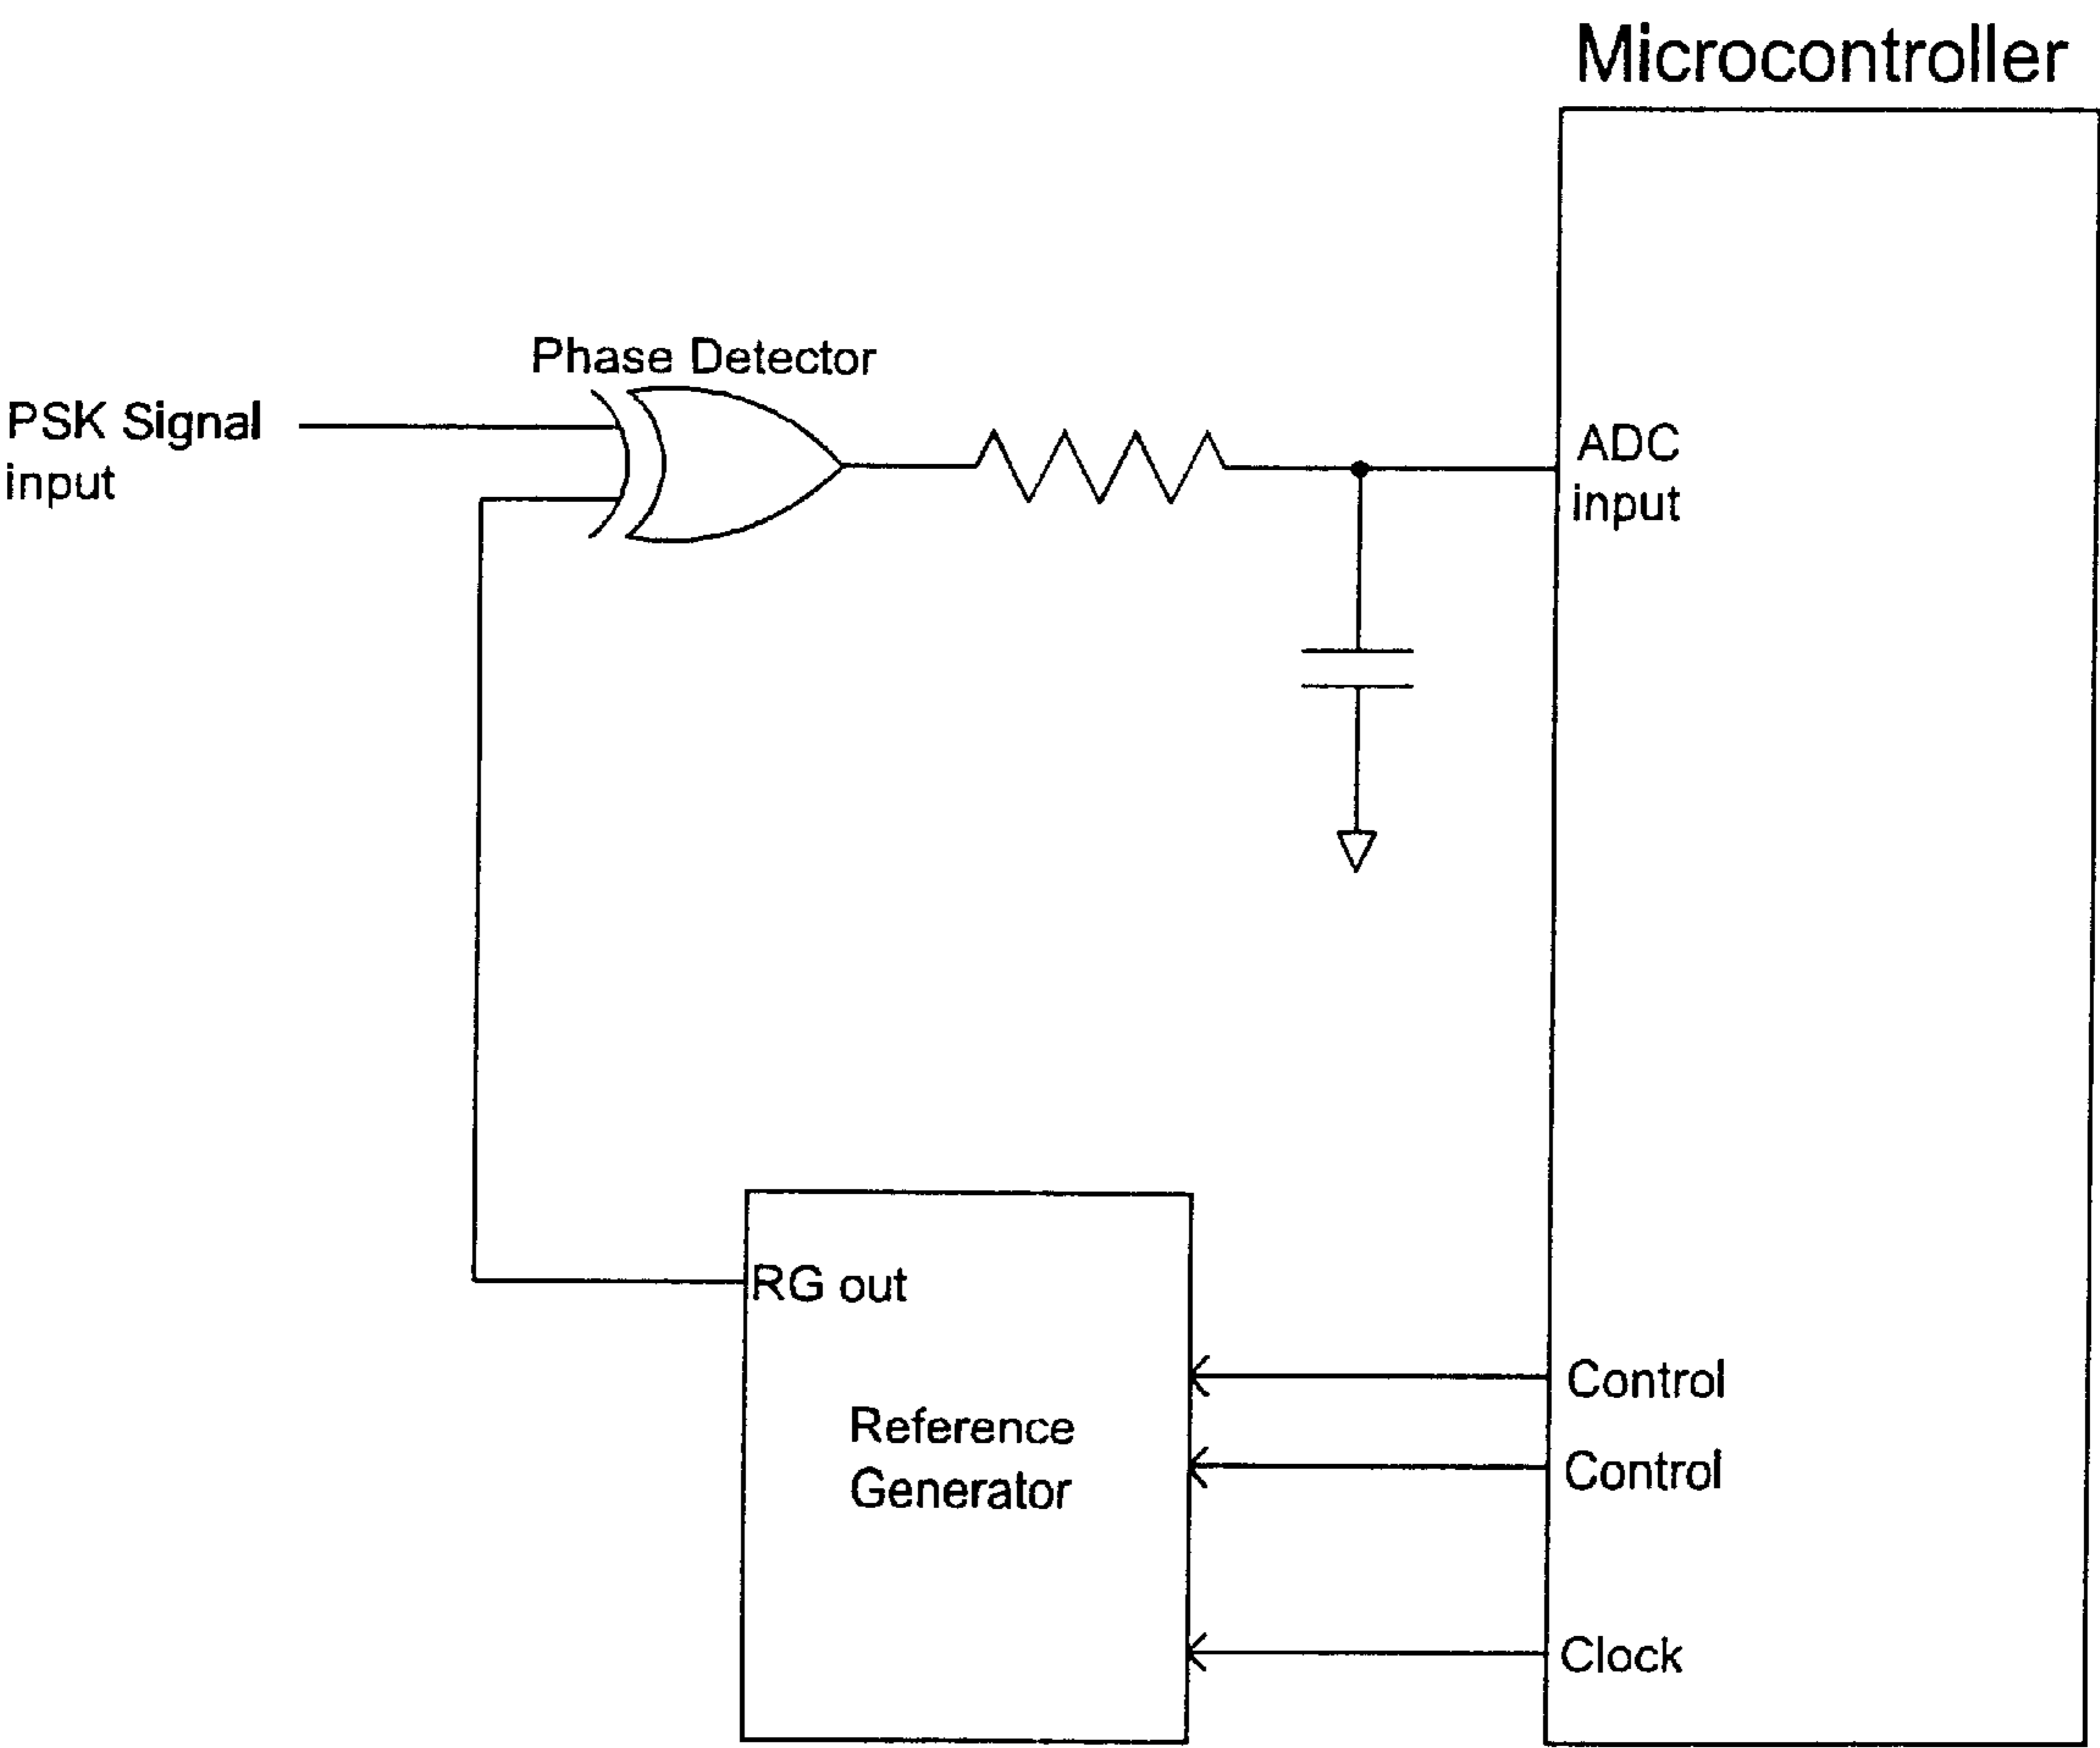 Microcontroller
Phase Detector
PSK Signal
input
ADC
input
RG out
Reference
Generator
Control
Control
Clock